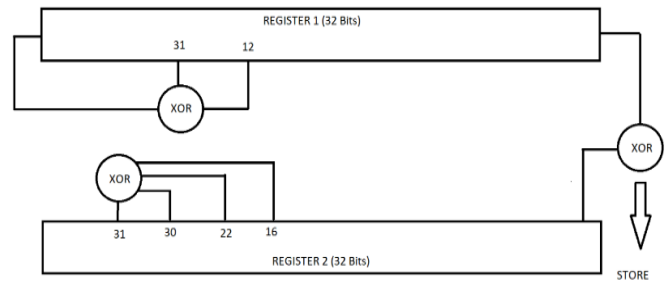 REGISTER 1 (32 Bits)
31 12
XOR
XOR
XOR
31 30 22 16
REGISTER 2 (32 Bits)
STORE